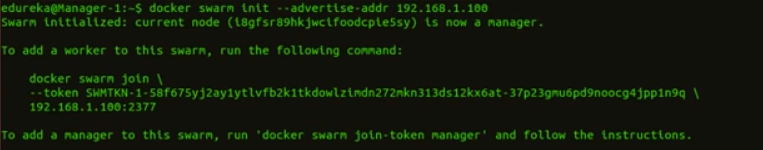 edureka@Manager-1:~$ docker swarm init --advertise-addr 192.168.1.100
Swarm initialized: current node (i8gfsr89hkjwcifoodcpie5sy) is now a manager.
To add a worker to this swarm, run the following command:
docker swarm join \
--token SWMTKN-1-58f675yj2ay1ytlvfb2k1tkdowlzimdn272mkn313ds12kx6at-37p23gmu6pd9noocg4jpp1n9q \
192.168.1.100:2377
To add a manager to this swarm, run 'docker swarm join-token manager' and follow the instructions.